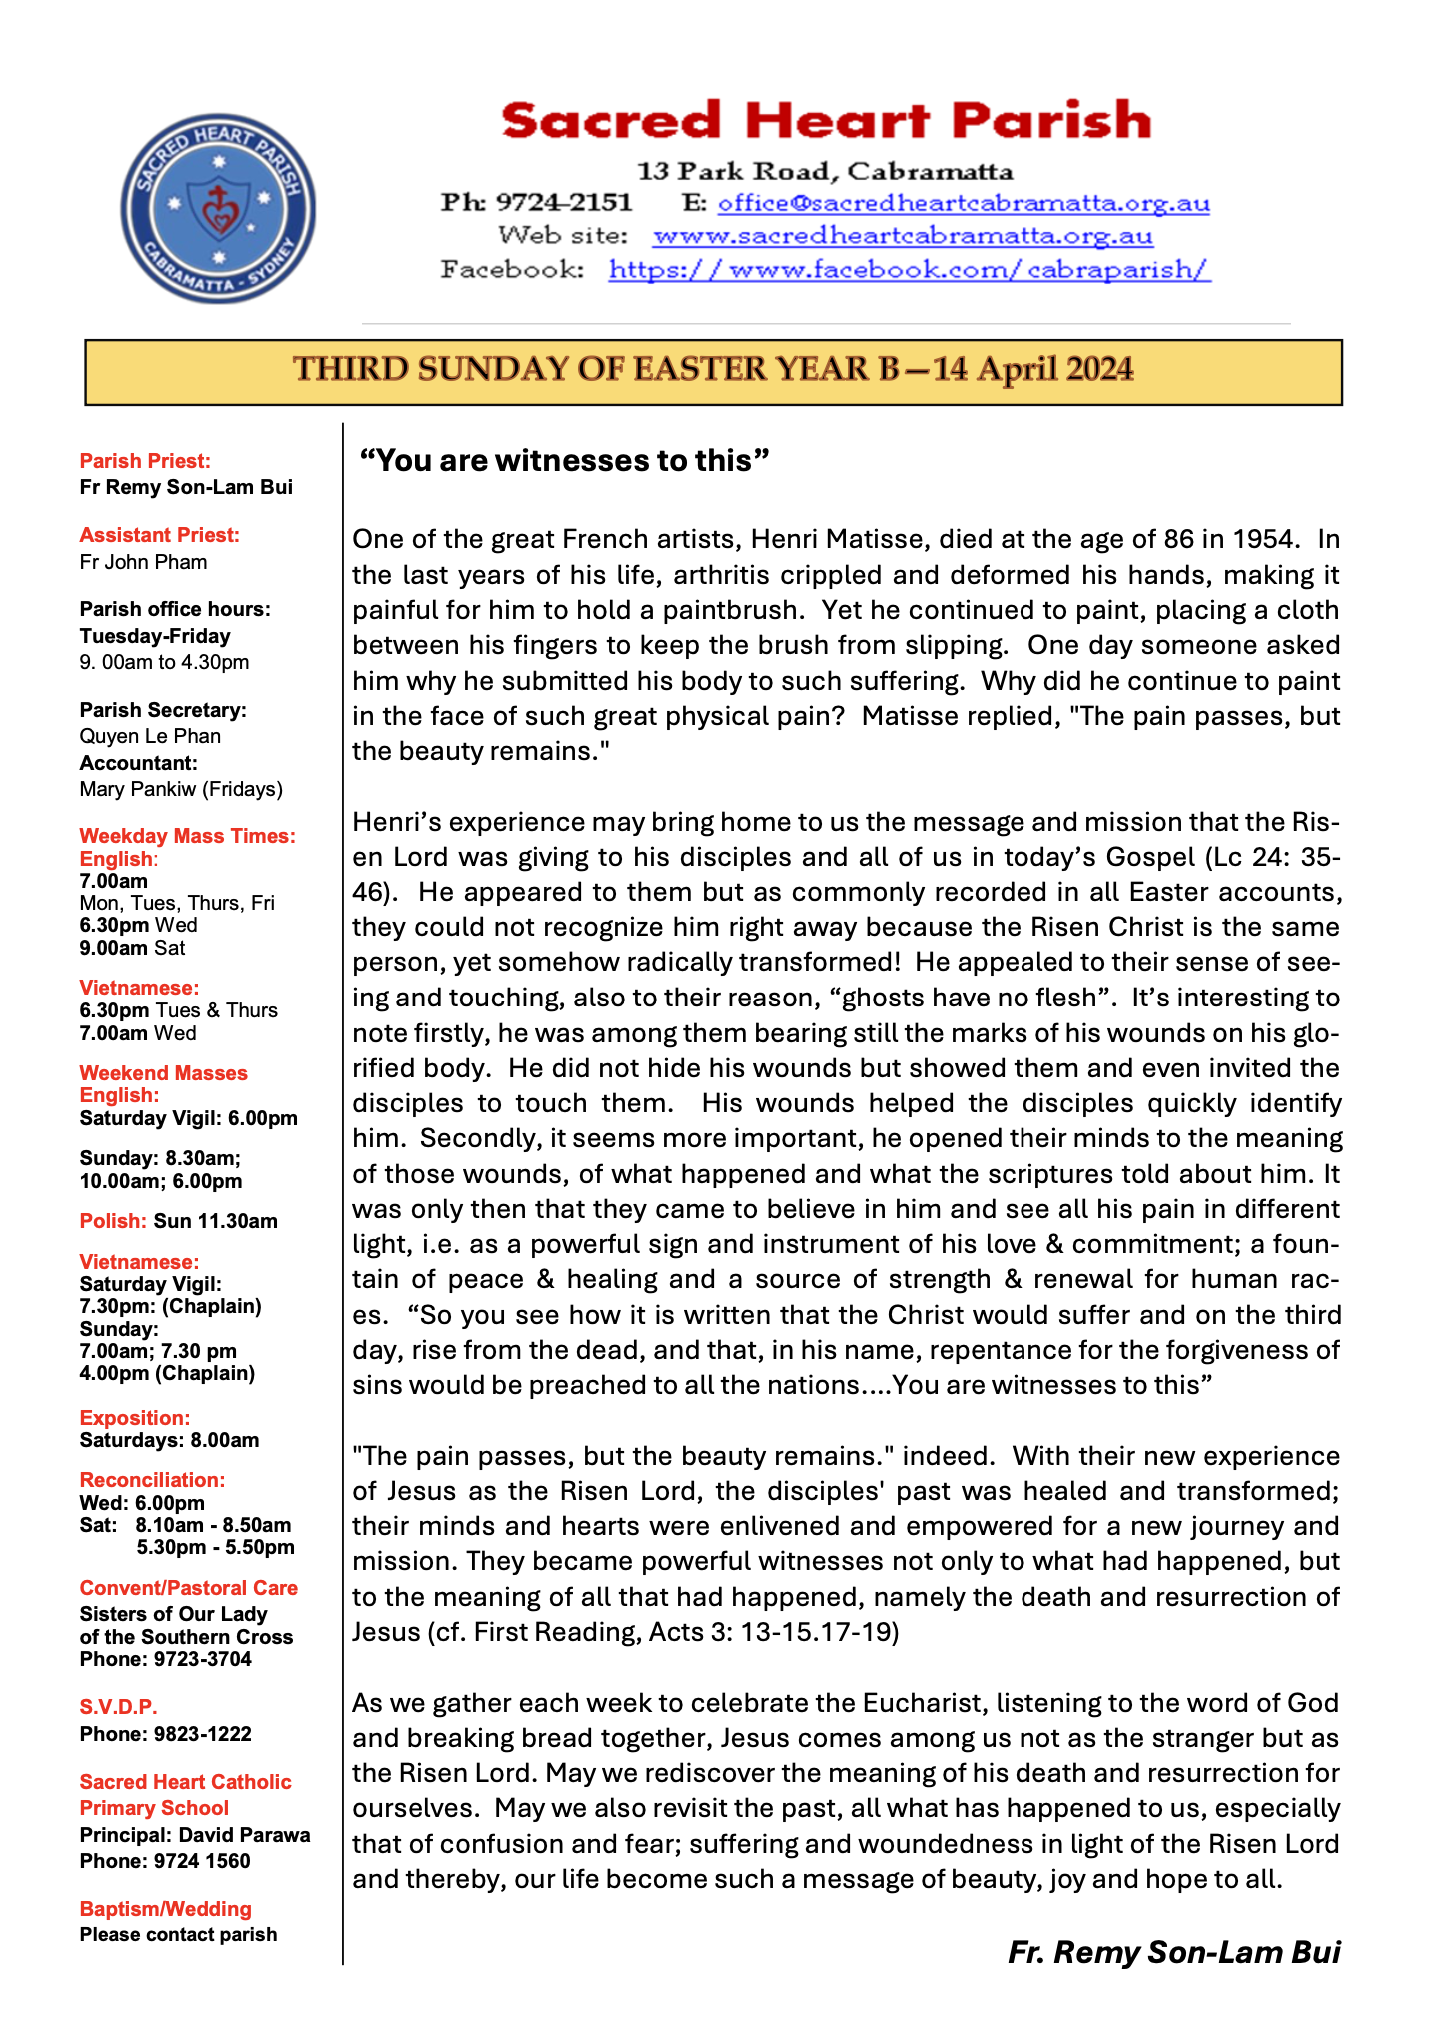 SACRED HEART PARISH
CABRAMATTA - SYDNEY
Sacred Heart Parish
13 Park Road, Cabramatta
Ph: 9724-2151 E: office@sacredheartcabramatta.org.au
Web site: www.sacredheartcabramatta.org.au
Facebook: https://www.facebook.com/cabraparish/
THIRD SUNDAY OF EASTER YEAR B—14 April 2024
Parish Priest:
Fr Remy Son-Lam Bui
Assistant Priest:
Fr John Pham
Parish office hours:
Tuesday-Friday
9. 00am to 4.30pm
Parish Secretary:
Quyen Le Phan
Accountant:
Mary Pankiw (Fridays)
Weekday Mass Times:
English:
7.00am
Mon, Tues, Thurs, Fri
6.30pm Wed
9.00am Sat
Vietnamese:
6.30pm Tues & Thurs
7.00am Wed
Weekend Masses
English:
Saturday Vigil: 6.00pm
Sunday: 8.30am;
10.00am; 6.00pm
Polish: Sun 11.30am
Vietnamese:
Saturday Vigil:
7.30pm: (Chaplain)
Sunday:
7.00am; 7.30 pm
4.00pm (Chaplain)
Exposition:
Saturdays: 8.00am
Reconciliation:
Wed: 6.00pm
Sat: 8.10am - 8.50am
5.30pm - 5.50pm
Convent/Pastoral Care
Sisters of Our Lady
of the Southern Cross
Phone: 9723-3704
S.V.D.P.
Phone: 9823-1222
Sacred Heart Catholic
Primary School
Principal: David Parawa
Phone: 9724 1560
Baptism/Wedding
Please contact parish
“You are witnesses to this”
One of the great French artists, Henri Matisse, died at the age of 86 in 1954. In
the last years of his life, arthritis crippled and deformed his hands, making it
painful for him to hold a paintbrush. Yet he continued to paint, placing a cloth
between his fingers to keep the brush from slipping. One day someone asked
him why he submitted his body to such suffering. Why did he continue to paint
in the face of such great physical pain? Matisse replied, "The pain passes, but
the beauty remains."
Henri’s experience may bring home to us the message and mission that the Ris-
en Lord was giving to his disciples and all of us in today’s Gospel (Lc 24: 35-
46). He appeared to them but as commonly recorded in all Easter accounts,
they could not recognize him right away because the Risen Christ is the same
person, yet somehow radically transformed! He appealed to their sense of see-
ing and touching, also to their reason, “ghosts have no flesh”. It’s interesting to
note firstly, he was among them bearing still the marks of his wounds on his glo-
rified body. He did not hide his wounds but showed them and even invited the
disciples to touch them. His wounds helped the disciples quickly identify
him. Secondly, it seems more important, he opened their minds to the meaning
of those wounds, of what happened and what the scriptures told about him. It
was only then that they came to believe in him and see all his pain in different
light, i.e. as a powerful sign and instrument of his love & commitment; a foun-
tain of peace & healing and a source of strength & renewal for human rac-
es. “So you see how it is written that the Christ would suffer and on the third
day, rise from the dead, and that, in his name, repentance for the forgiveness of
sins would be preached to all the nations….You are witnesses to this”
"The pain passes, but the beauty remains." indeed. With their new experience
of Jesus as the Risen Lord, the disciples' past was healed and transformed;
their minds and hearts were enlivened and empowered for a new journey and
mission. They became powerful witnesses not only to what had happened, but
to the meaning of all that had happened, namely the death and resurrection of
Jesus (cf. First Reading, Acts 3: 13-15.17-19)
As we gather each week to celebrate the Eucharist, listening to the word of God
and breaking bread together, Jesus comes among us not as the stranger but as
the Risen Lord. May we rediscover the meaning of his death and resurrection for
ourselves. May we also revisit the past, all what has happened to us, especially
that of confusion and fear; suffering and woundedness in light of the Risen Lord
and thereby, our life become such a message of beauty, joy and hope to all.
Fr. Remy Son-Lam Bui